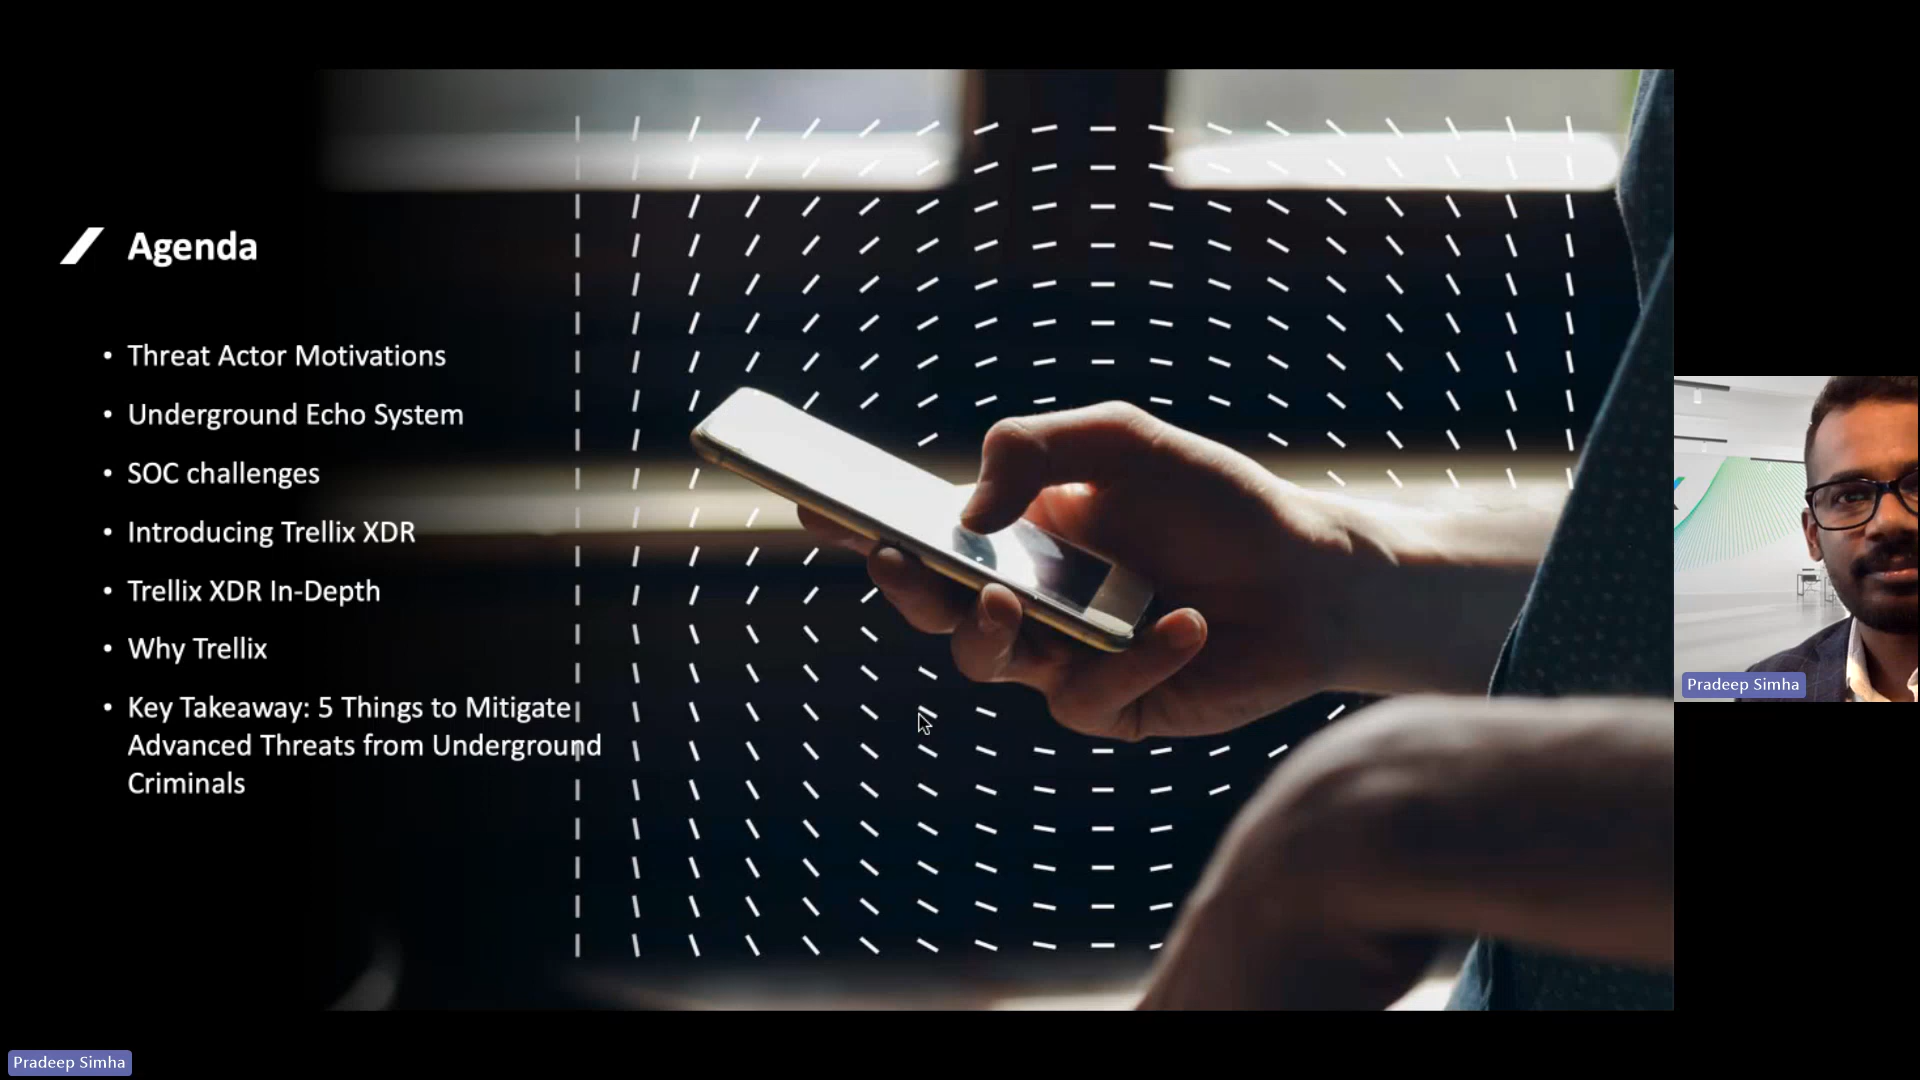 Agenda
• Threat Actor Motivations
• Underground Echo System
• SOC challenges
• Introducing Trellix XDR
• Trellix XDR In-Depth
• Why Trellix
• Key Takeaway: 5 Things to Mitigate
Advanced Threats from Underground
Criminals
Pradeep Simha
Pradeep Simha